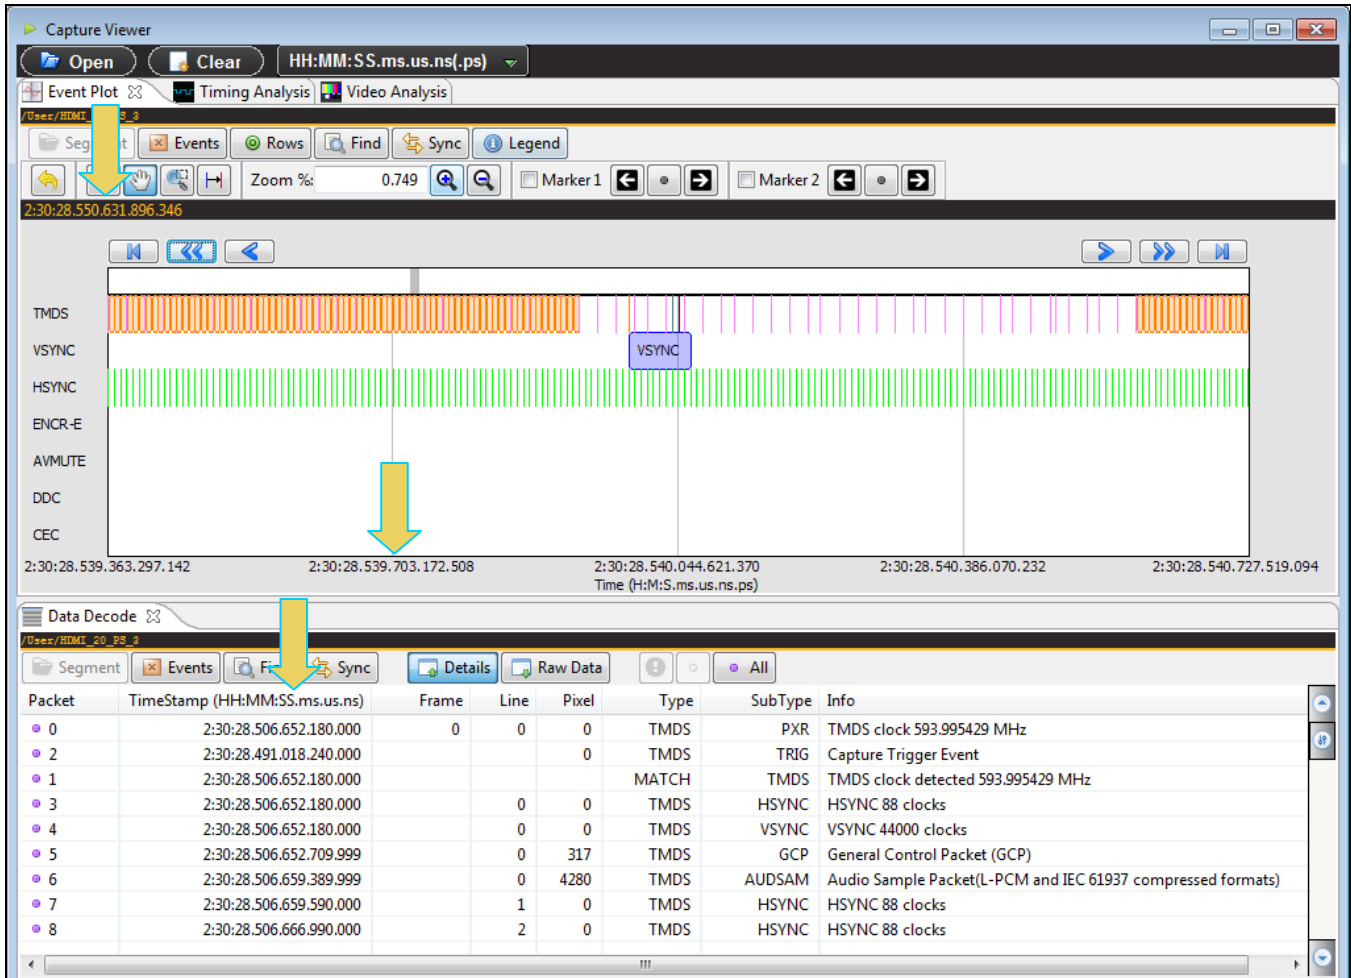 Capture Viewer
Open Clear HH:MM:SS.ms.us.ns(.ps)
Event Plot Timing Analysis Video Analysis
Events Rows Find Sync Legend
Zoom %: 0.749 Marker 1 Marker 2
2:30:28.550.631.896.346
TMDS
VSYNC VSYNC
HSYNC
ENCR-E
AVMUTE
DDC
CEC
2:30:28.539.363.297.142 2:30:28.539.703.172.508 2:30:28.540.044.621.370 2:30:28.540.386.070.232 2:30:28.540.727.519.094
Time (H:M:S.ms.us.ns.ps)
Data Decode
/User/HDMI_20_PS_3
Segment Events Sync Details Raw Data All
Packet TimeStamp (HH:MM:SS.ms.us.ns) Frame Line Pixel Type SubType Info
0 2:30:28.506.652.180.000 0 0 0 TMDS PXR TMDS clock 593.995429 MHz
2 2:30:28.491.018.240.000 0 TMDS TRIG Capture Trigger Event
1 2:30:28.506.652.180.000 MATCH TMDS TMDS clock detected 593.995429 MHz
3 2:30:28.506.652.180.000 0 0 TMDS HSYNC HSYNC 88 clocks
4 2:30:28.506.652.180.000 0 0 TMDS VSYNC VSYNC 44000 clocks
5 2:30:28.506.652.709.999 0 317 TMDS GCP General Control Packet (GCP)
6 2:30:28.506.659.389.999 0 4280 TMDS AUDSAM Audio Sample Packet(L-PCM and IEC 61937 compressed formats)
7 2:30:28.506.659.590.000 1 0 TMDS HSYNC HSYNC 88 clocks
8 2:30:28.506.666.990.000 2 0 TMDS HSYNC HSYNC 88 clocks